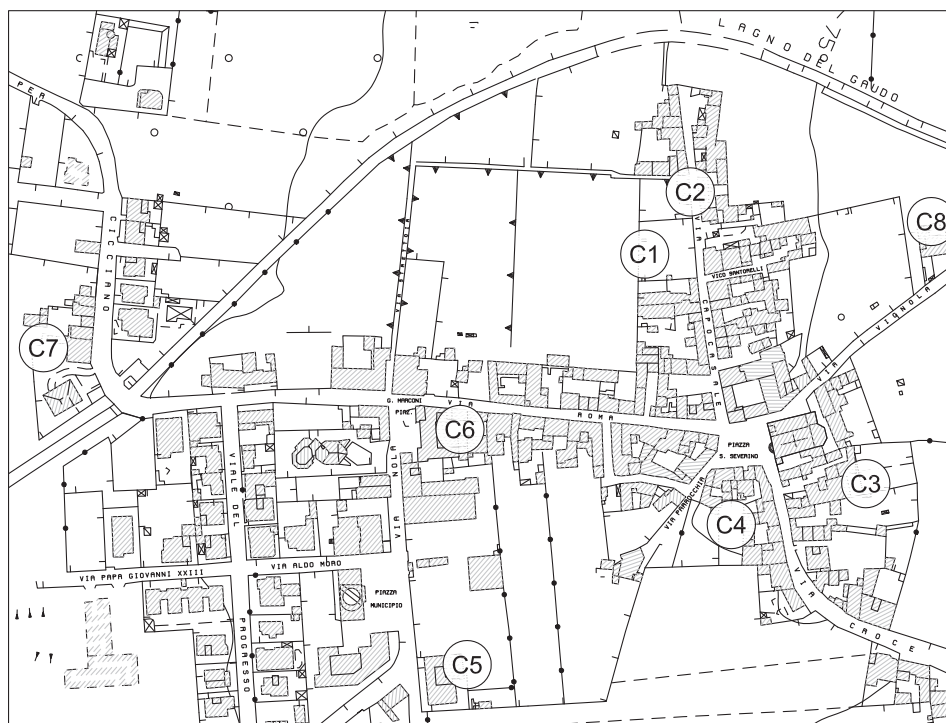 LAGNO DEL GAUDO
759
PER
C2
C8
CICCIANO
VIA
C1
VICO SANTORELLI
CAPOCASALE
VIA VIGNOLA
C7
G. MARCONI
PIAZ.
VIA ROMA
C6
PIAZZA
S. SEVERINO
VIALE DEL
VIA NOLA
VIA PARROCCHIA
C3
C4
VIA ALDO MORO
VIA PAPA GIOVANNI XXIII
PIAZZA
MUNICIPIO
VIA CROCE
PROGRESSO
C5